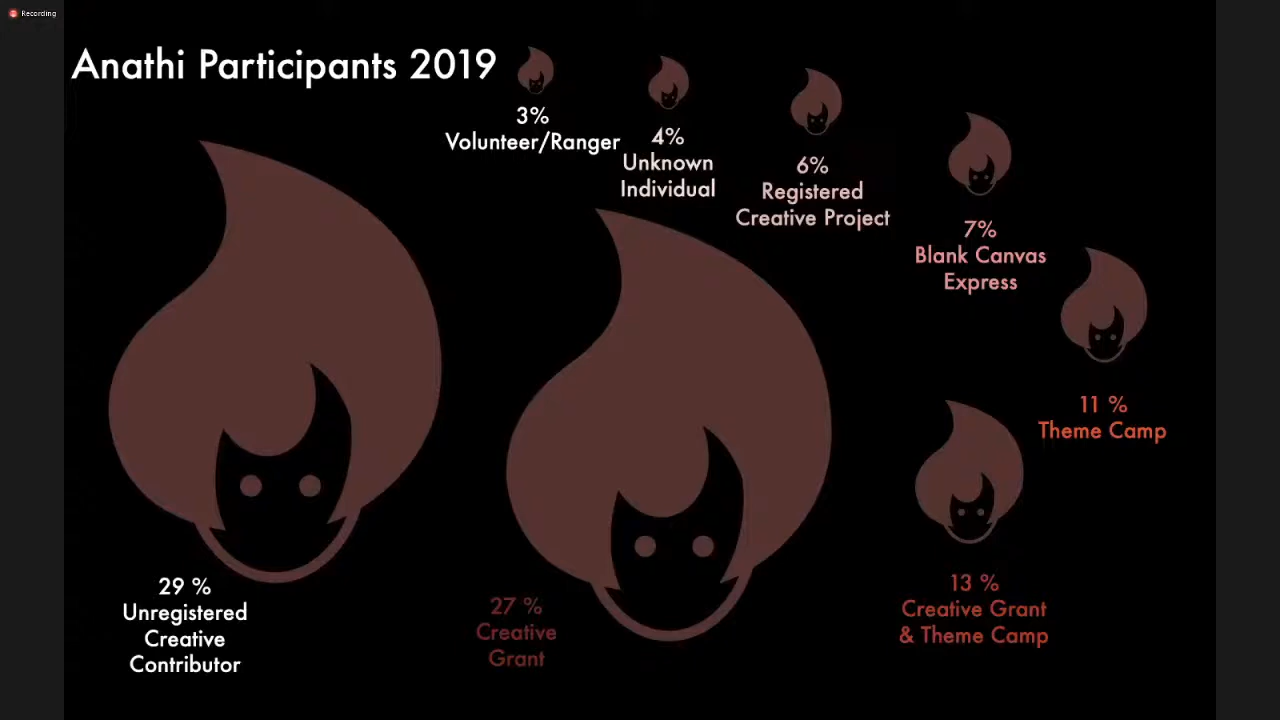 Recording
Anathi Participants 2019
3%
Volunteer/Ranger
4%
Unknown
Individual
6%
Registered
Creative Project
7%
Blank Canvas
Express
11 %
Theme Camp
13 %
Creative Grant
& Theme Camp
27 %
Creative
Grant
29 %
Unregistered
Creative
Contributor